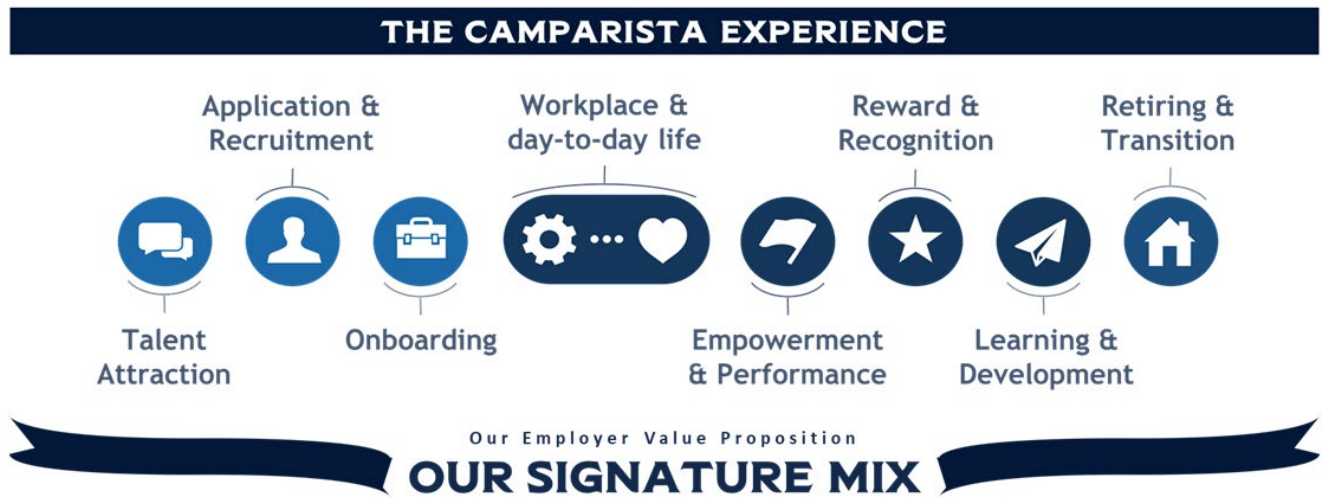 THE CAMPARISTA EXPERIENCE
Application &
Recruitment
Workplace &
day-to-day life
Reward &
Recognition
Retiring &
Transition
Talent
Attraction
Onboarding
Empowerment
& Performance
Learning &
Development
Our Employer Value Proposition
OUR SIGNATURE MIX